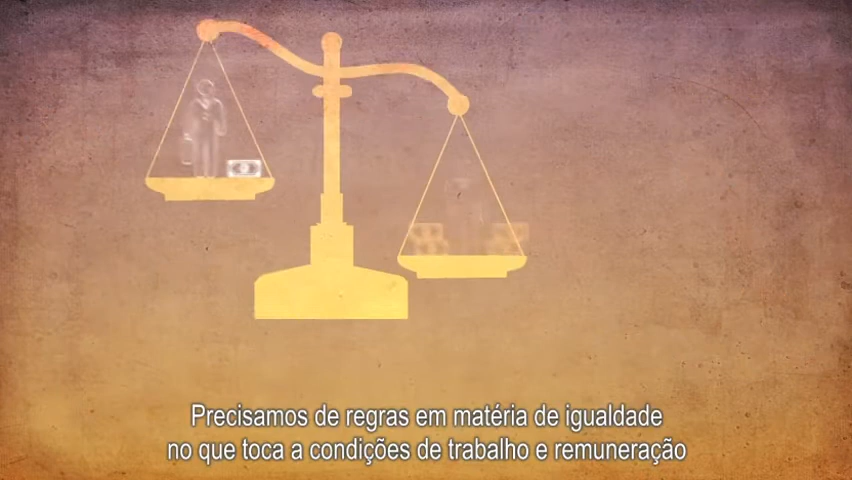 Precisamos de regras em matéria de igualdade
no que toca a condições de trabalho e remuneração